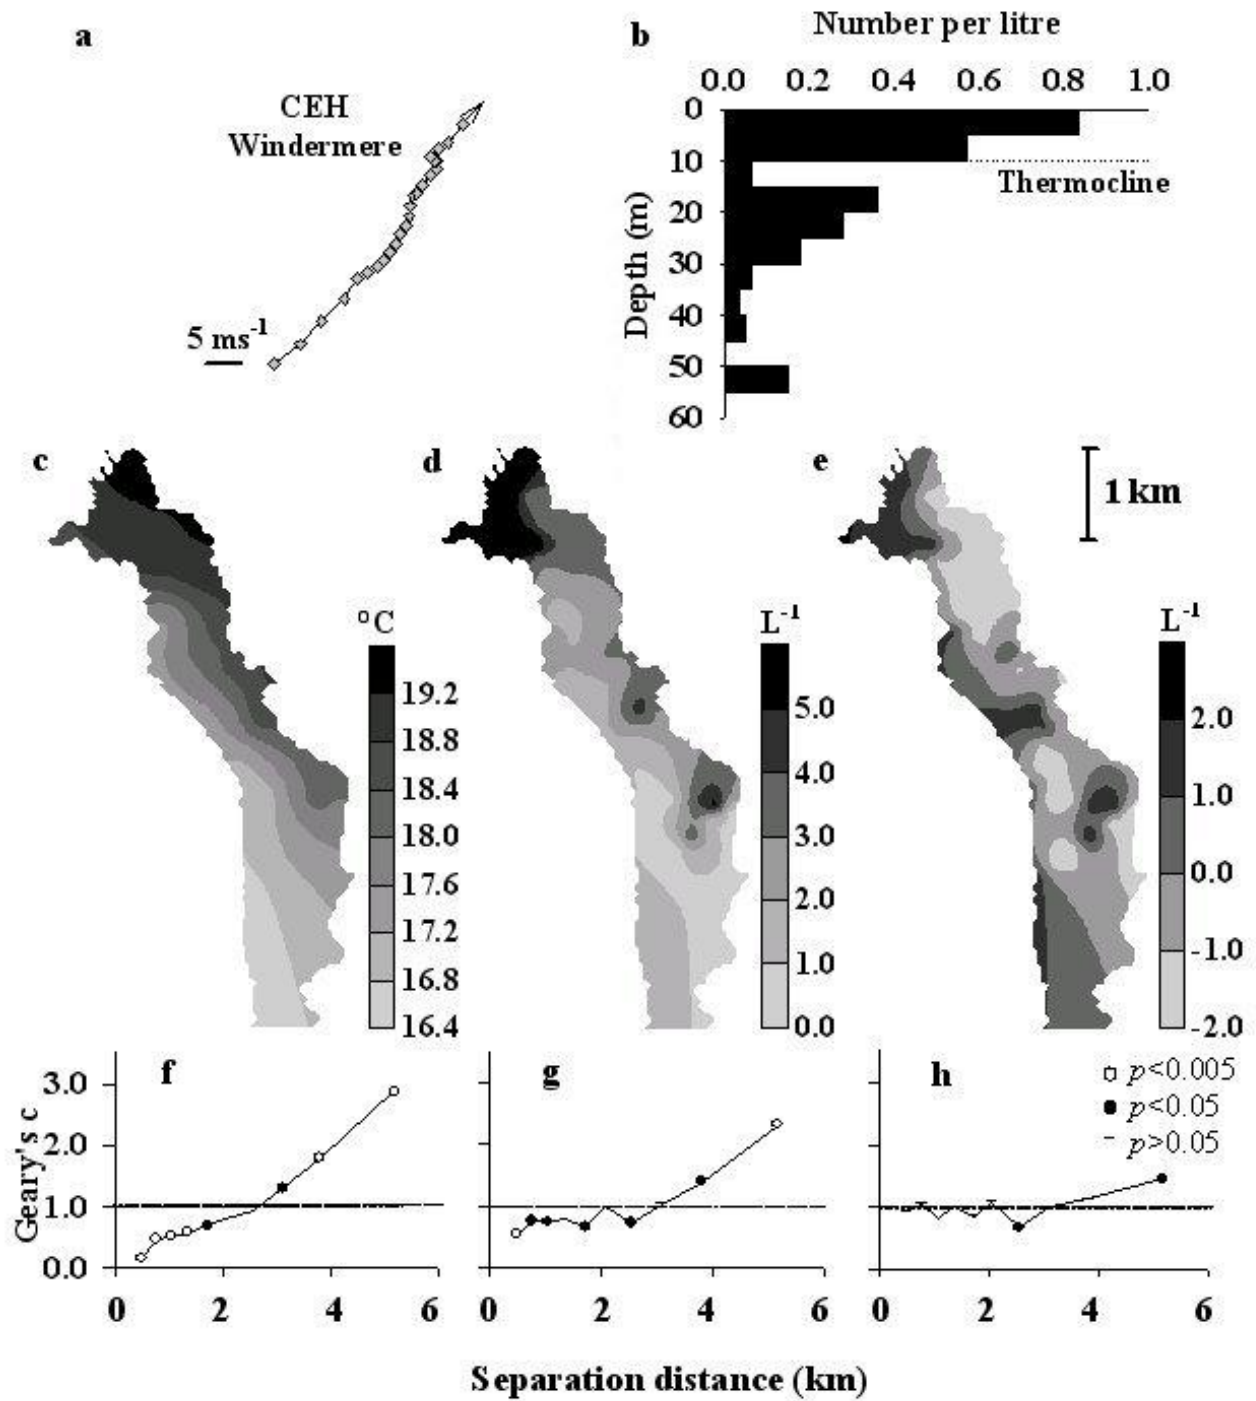 a
CEH
Windermere
5 ms-1
b
Number per litre
0.0 0.2 0.4 0.6 0.8 1.0
0
10
20
30
40
50
60
Depth (m)
Thermocline
c
°C
19.2
18.8
18.4
18.0
17.6
17.2
16.8
16.4
d
L-1
5.0
4.0
3.0
2.0
1.0
0.0
e
1 km
L-1
2.0
1.0
0.0
-1.0
-2.0
f
Geary's c
3.0
2.0
1.0
0.0
0 2 4 6
g
0 2 4 6
h
p<0.005
p<0.05
p>0.05
0 2 4 6
Separation distance (km)